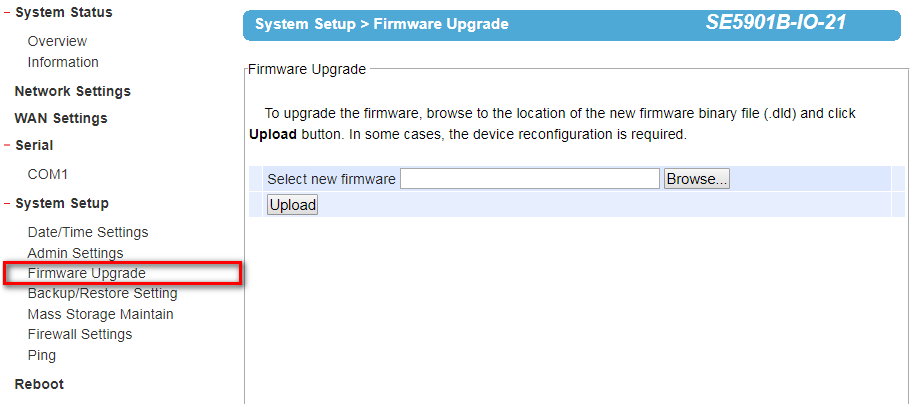 − System Status
Overview
Information
Network Settings
WAN Settings
− Serial
COM1
− System Setup
Date/Time Settings
Admin Settings
Firmware Upgrade
Backup/Restore Setting
Mass Storage Maintain
Firewall Settings
Ping
Reboot
System Setup > Firmware Upgrade SE5901B-IO-21
Firmware Upgrade
To upgrade the firmware, browse to the location of the new firmware binary file (.dld) and click
Upload button. In some cases, the device reconfiguration is required.
Select new firmware Browse...
Upload